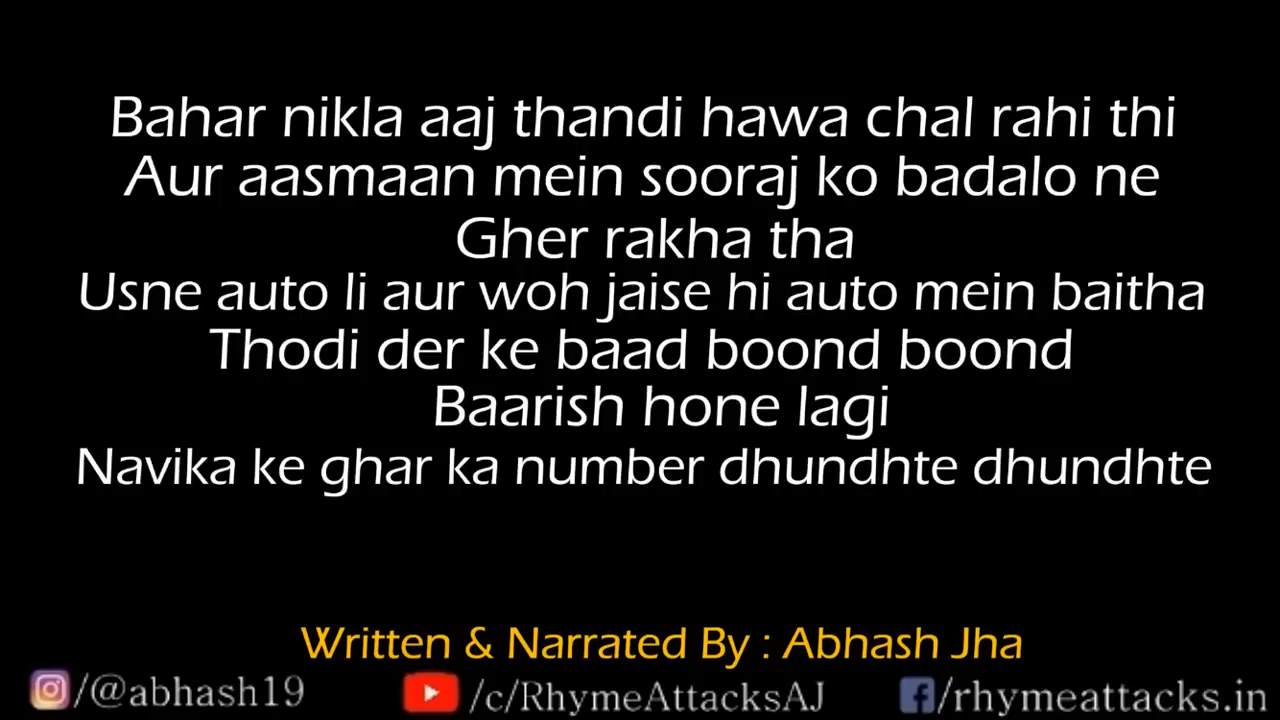 Bahar nikla aaj thandi hawa chal rahi thi
Aur aasmaan mein sooraj ko badalo ne
Gher rakha tha
Usne auto li aur woh jaise hi auto mein baitha
Thodi der ke baad boond boond
Baarish hone lagi
Navika ke ghar ka number dhundhte dhundhte
Written & Narrated By : Abhash Jha
/@abhash19 /c/RhymeAttacksAJ /rhymeattacks.in